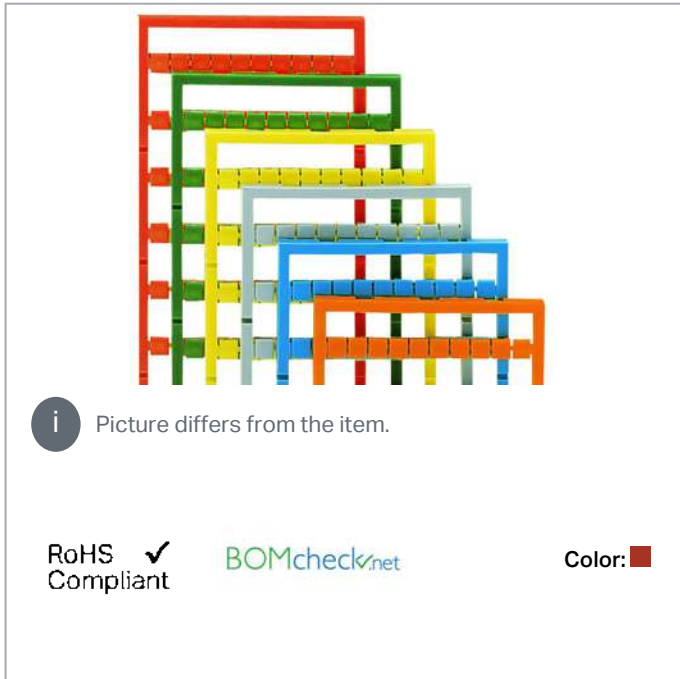 i Picture differs from the item.
RoHS ✓
Compliant
BOMcheck.net
Color: